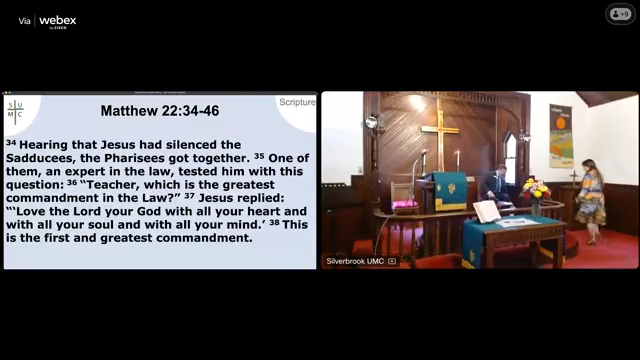 Via webex
by CISCO
+9
Scripture
S U
M C
Matthew 22:34-46
34 Hearing that Jesus had silenced the
Sadducees, the Pharisees got together. 35 One of
them, an expert in the law, tested him with this
question: 36 “Teacher, which is the greatest
commandment in the Law?” 37 Jesus replied:
“‘Love the Lord your God with all your heart and
with all your soul and with all your mind.’ 38 This
is the first and greatest commandment.
Silverbrook UMC